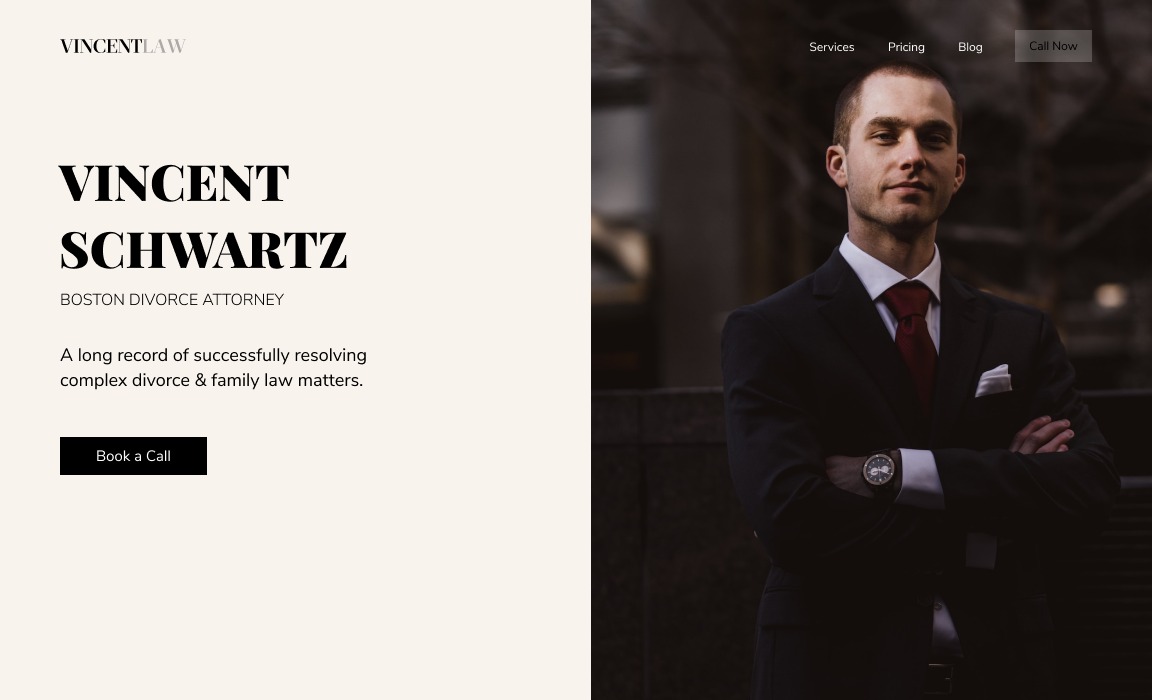 VINCENTLAW
Services Pricing Blog Call Now
VINCENT
SCHWARTZ
BOSTON DIVORCE ATTORNEY
A long record of successfully resolving
complex divorce & family law matters.
Book a Call